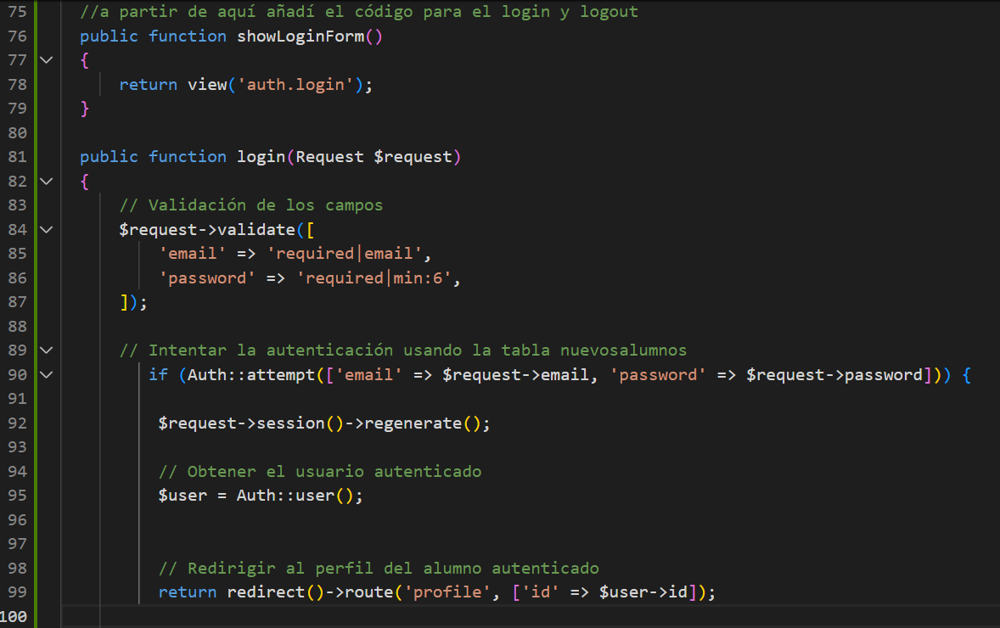 75 //a partir de aquí añadí el código para el login y logout
76 public function showLoginForm()
77 {
78 return view('auth.login');
79 }
80
81 public function login(Request $request)
82 {
83 // Validación de los campos
84 $request->validate([
85 'email' => 'required|email',
86 'password' => 'required|min:6',
87 ]);
88
89 // Intentar la autenticación usando la tabla nuevosalumnos
90 if (Auth::attempt(['email' => $request->email, 'password' => $request->password])) {
91
92 $request->session()->regenerate();
93
94 // Obtener el usuario autenticado
95 $user = Auth::user();
96
97
98 // Redirigir al perfil del alumno autenticado
99 return redirect()->route('profile', ['id' => $user->id]);
100